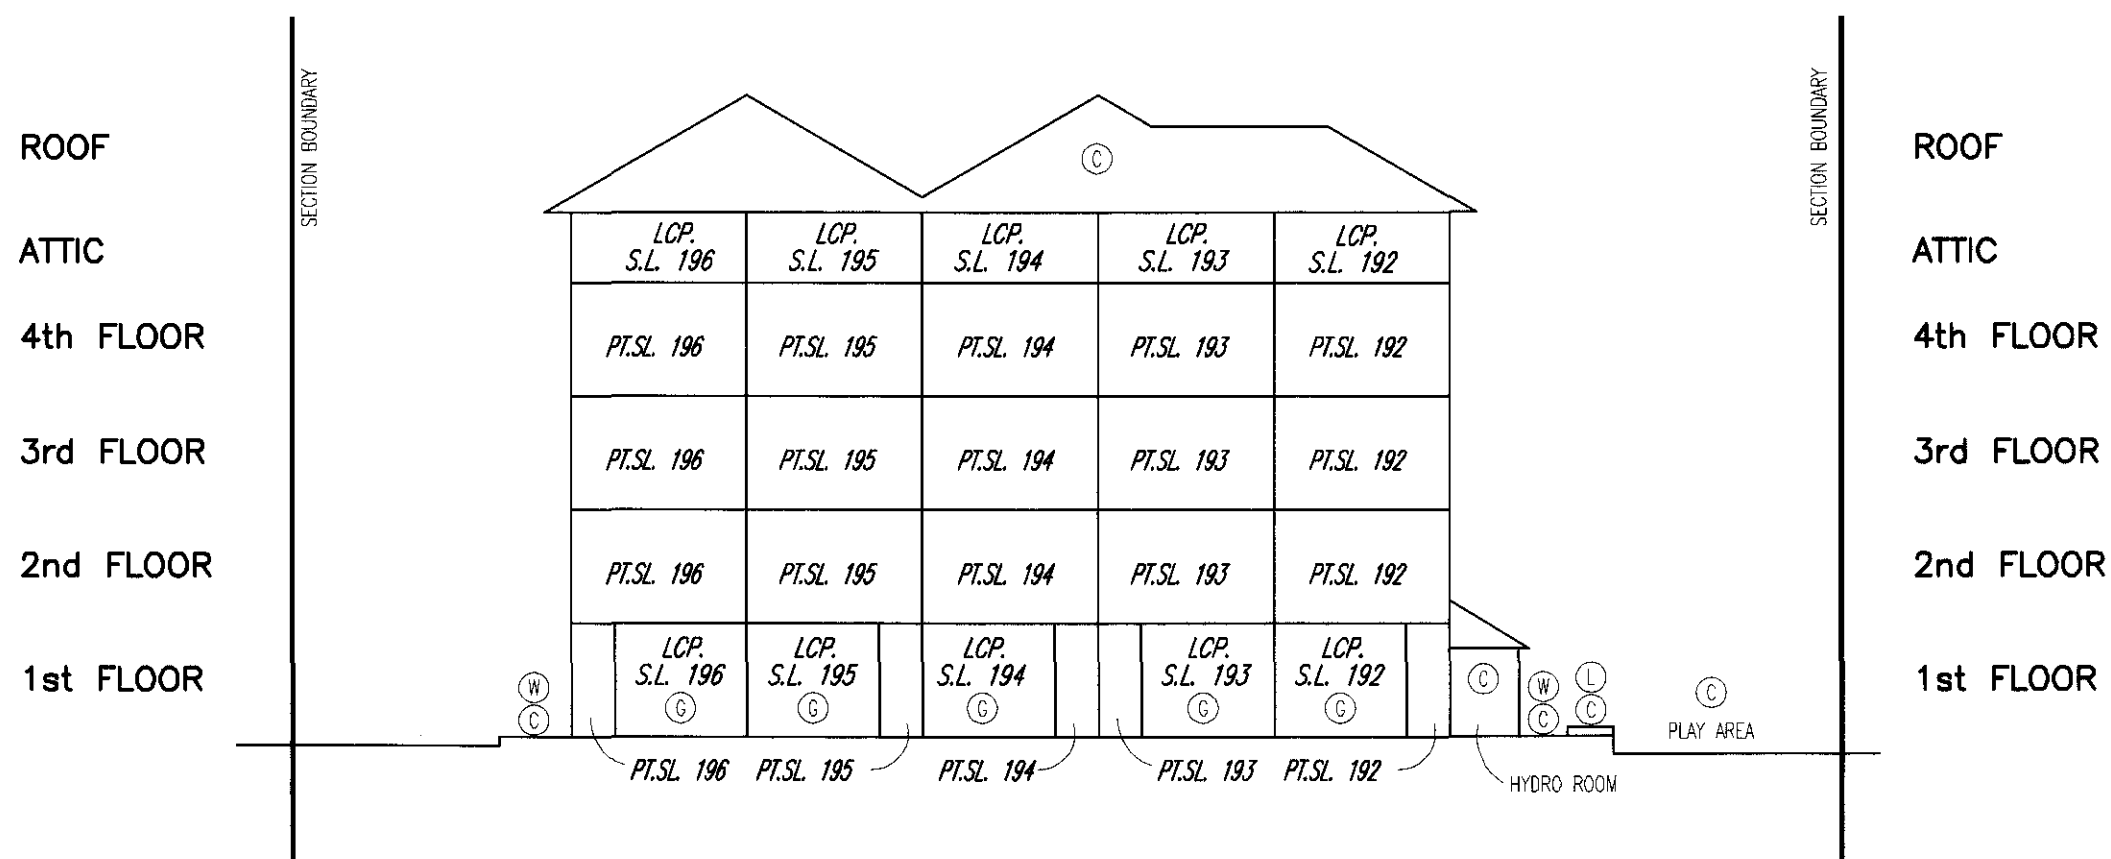 SECTION BOUNDARY
SECTION BOUNDARY
ROOF
C
ROOF
ATTIC
LCP.
S.L. 196
LCP.
S.L. 195
LCP.
S.L. 194
LCP.
S.L. 193
LCP.
S.L. 192
ATTIC
4th FLOOR
PT.SL. 196
PT.SL. 195
PT.SL. 194
PT.SL. 193
PT.SL. 192
4th FLOOR
3rd FLOOR
PT.SL. 196
PT.SL. 195
PT.SL. 194
PT.SL. 193
PT.SL. 192
3rd FLOOR
2nd FLOOR
PT.SL. 196
PT.SL. 195
PT.SL. 194
PT.SL. 193
PT.SL. 192
2nd FLOOR
1st FLOOR
W
C
LCP.
S.L. 196
G
LCP.
S.L. 195
G
LCP.
S.L. 194
G
LCP.
S.L. 193
G
LCP.
S.L. 192
G
C
W
C
L
C
C
PLAY AREA
1st FLOOR
PT.SL. 196
PT.SL. 195
PT.SL. 194
PT.SL. 193
PT.SL. 192
HYDRO ROOM